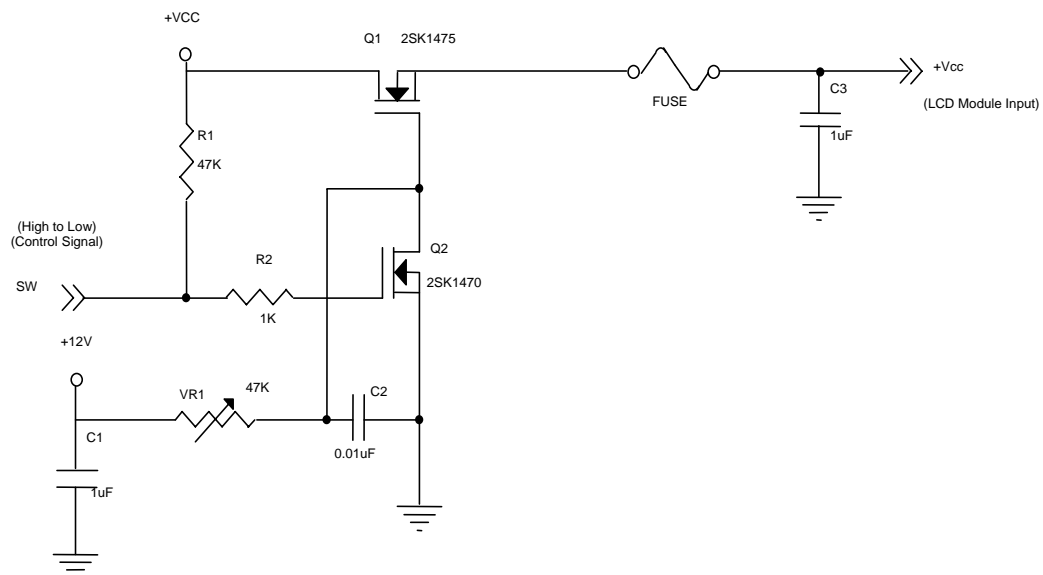 +VCC
Q1 2SK1475
+Vcc
FUSE
C3
(LCD Module Input)
R1
1uF
47K
(High to Low)
(Control Signal)
Q2
R2
2SK1470
SW
1K
+12V
VR1
47K
C2
C1
0.01uF
1uF